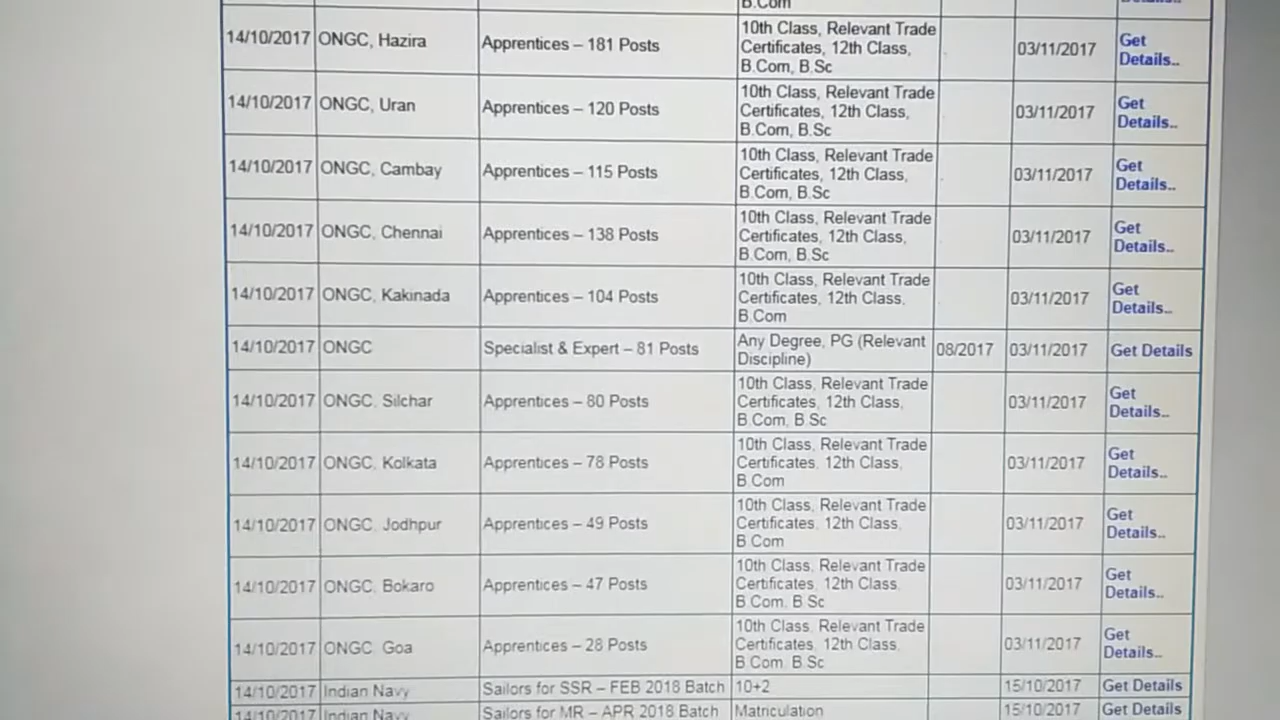 B.Com
14/10/2017 ONGC, Hazira Apprentices – 181 Posts 10th Class, Relevant Trade Certificates, 12th Class, B.Com, B.Sc 03/11/2017 Get Details..
14/10/2017 ONGC, Uran Apprentices – 120 Posts 10th Class, Relevant Trade Certificates, 12th Class, B.Com, B.Sc 03/11/2017 Get Details..
14/10/2017 ONGC, Cambay Apprentices – 115 Posts 10th Class, Relevant Trade Certificates, 12th Class, B.Com, B.Sc 03/11/2017 Get Details..
14/10/2017 ONGC, Chennai Apprentices – 138 Posts 10th Class, Relevant Trade Certificates, 12th Class, B.Com, B.Sc 03/11/2017 Get Details..
14/10/2017 ONGC, Kakinada Apprentices – 104 Posts 10th Class, Relevant Trade Certificates, 12th Class, B.Com 03/11/2017 Get Details..
14/10/2017 ONGC Specialist & Expert – 81 Posts Any Degree, PG (Relevant Discipline) 08/2017 03/11/2017 Get Details
14/10/2017 ONGC, Silchar Apprentices – 80 Posts 10th Class, Relevant Trade Certificates, 12th Class, B.Com, B.Sc 03/11/2017 Get Details..
14/10/2017 ONGC, Kolkata Apprentices – 78 Posts 10th Class, Relevant Trade Certificates, 12th Class, B.Com 03/11/2017 Get Details..
14/10/2017 ONGC, Jodhpur Apprentices – 49 Posts 10th Class, Relevant Trade Certificates, 12th Class, B.Com 03/11/2017 Get Details..
14/10/2017 ONGC, Bokaro Apprentices – 47 Posts 10th Class, Relevant Trade Certificates, 12th Class, B.Com, B.Sc 03/11/2017 Get Details..
14/10/2017 ONGC, Goa Apprentices – 28 Posts 10th Class, Relevant Trade Certificates, 12th Class, B.Com, B.Sc 03/11/2017 Get Details..
14/10/2017 Indian Navy Sailors for SSR – FEB 2018 Batch 10+2 15/10/2017 Get Details
14/10/2017 Indian Navy Sailors for MR – APR 2018 Batch Matriculation 15/10/2017 Get Details